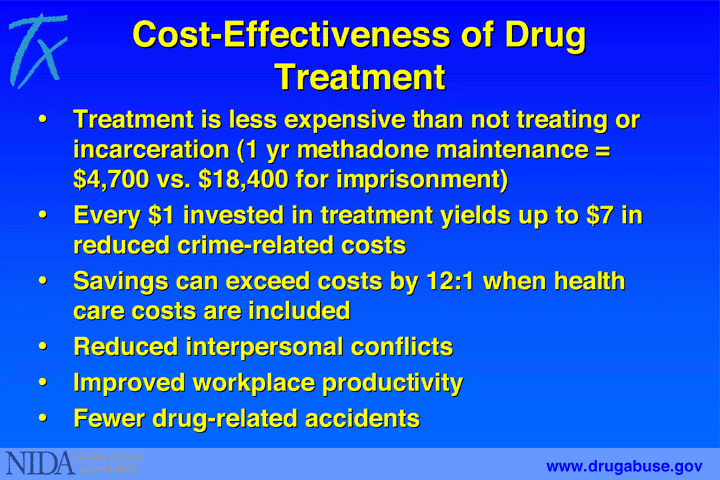 Tx
Cost-Effectiveness of Drug
Treatment
• Treatment is less expensive than not treating or
incarceration (1 yr methadone maintenance =
$4,700 vs. $18,400 for imprisonment)
• Every $1 invested in treatment yields up to $7 in
reduced crime-related costs
• Savings can exceed costs by 12:1 when health
care costs are included
• Reduced interpersonal conflicts
• Improved workplace productivity
• Fewer drug-related accidents
NIDA
www.drugabuse.gov